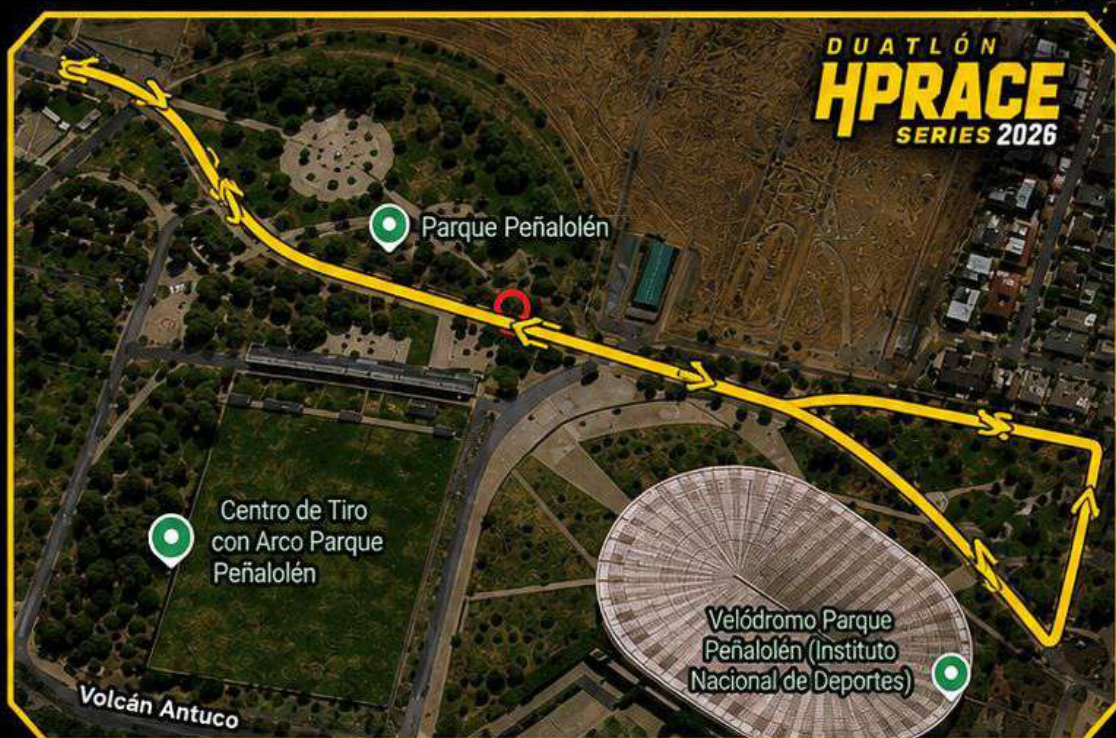 DUATLÓN
HPRACE
SERIES 2026
Parque Peñalolén
Centro de Tiro
con Arco Parque
Peñalolén
Velódromo Parque
Peñalolén (Instituto
Nacional de Deportes)
Volcán Antuco